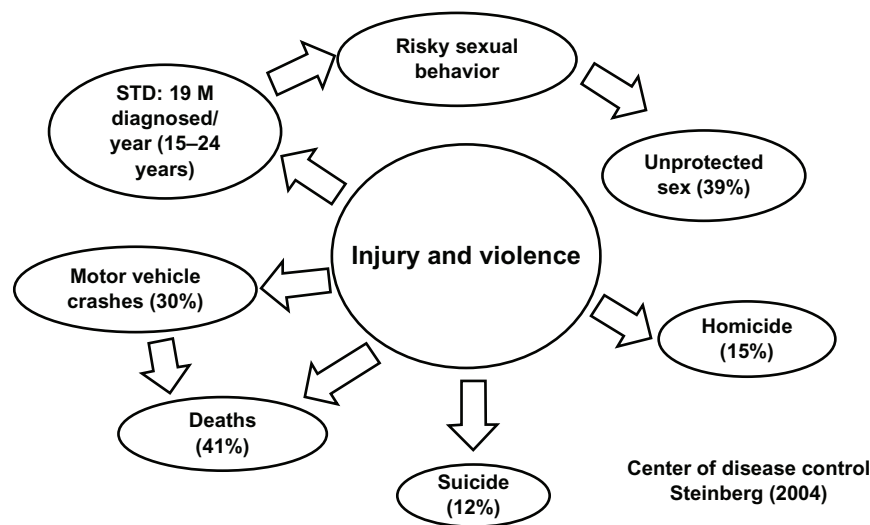 Risky sexual
behavior
STD: 19 M
diagnosed/
year (15–24
years)
Unprotected
sex (39%)
Injury and violence
Motor vehicle
crashes (30%)
Homicide
(15%)
Deaths
(41%)
Suicide
(12%)
Center of disease control
Steinberg (2004)